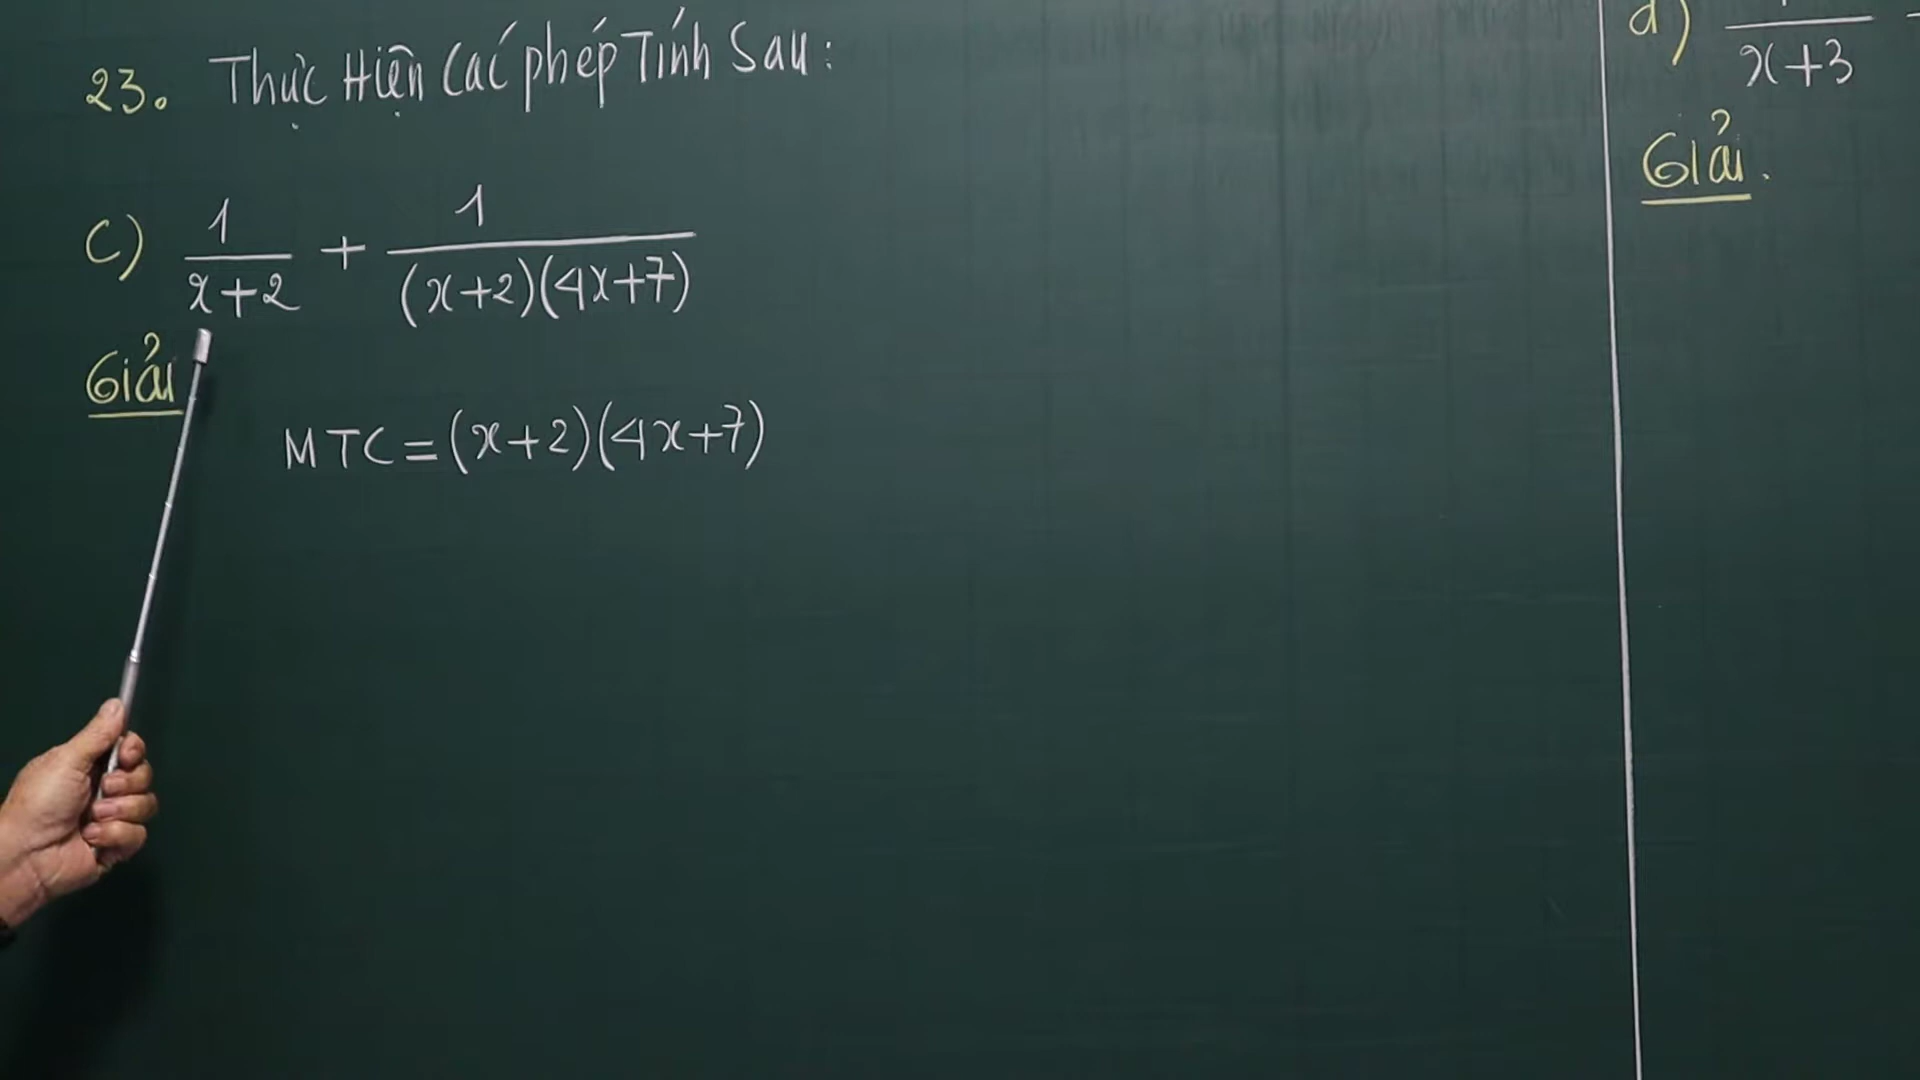 23. Thực Hiện Các phép Tính Sau:
C) 1/(x+2) + 1/((x+2)(4x+7))
Giải
MTC = (x+2)(4x+7)
d) 1/(x+3)
Giải.